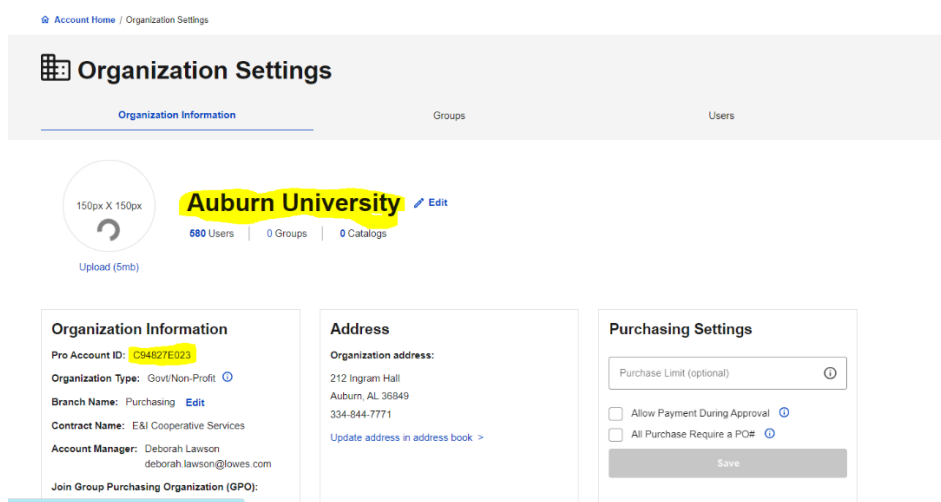 Account Home / Organization Settings
Organization Settings
Organization Information
Groups
Users
150px X 150px
Upload (5mb)
Auburn University
Edit
580 Users
0 Groups
0 Catalogs
Organization Information
Pro Account ID: C94827E023
Organization Type: Govt/Non-Profit
Branch Name: Purchasing Edit
Contract Name: E&I Cooperative Services
Account Manager: Deborah Lawson
deborah.lawson@lowes.com
Join Group Purchasing Organization (GPO):
Address
Organization address:
212 Ingram Hall
Auburn, AL 36849
334-844-7771
Update address in address book >
Purchasing Settings
Purchase Limit (optional)
Allow Payment During Approval
All Purchase Require a PO#
Save